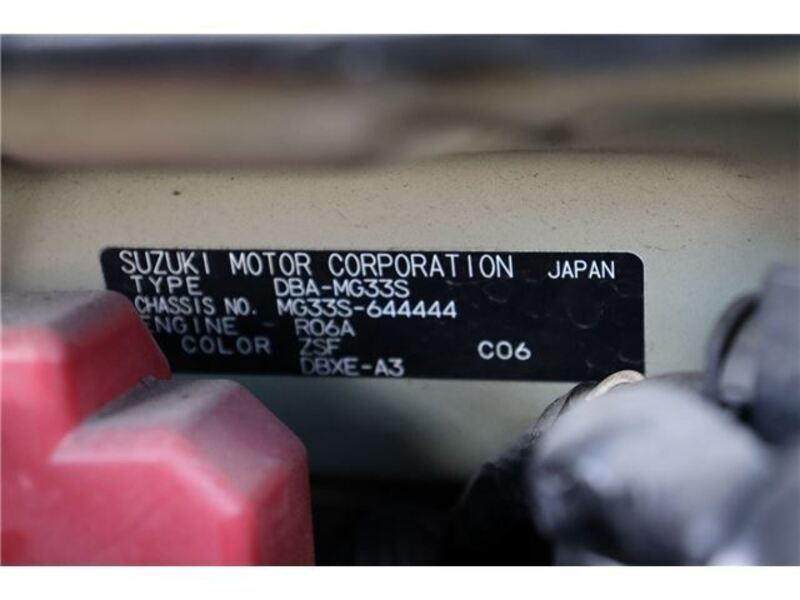 SUZUKI MOTOR CORPORATION JAPAN
TYPE DBA-MG33S
CHASSIS NO. MG33S-644444
ENGINE R06A
COLOR ZSF C06
DBXE-A3